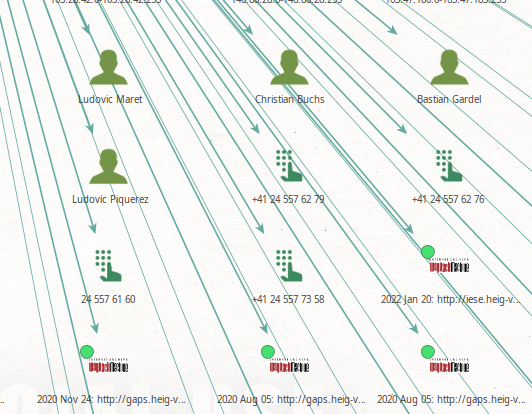 Ludovic Maret
Christian Buchs
Bastian Gardel
Ludovic Piquerez
+41 24 557 62 79
+41 24 557 62 76
24 557 61 60
+41 24 557 73 58
2022 Jan 20: http://iese.heig-v...
2020 Nov 24: http://gaps.heig-v...
2020 Aug 05: http://gaps.heig-v...
2020 Aug 05: http://gaps.heig-v...